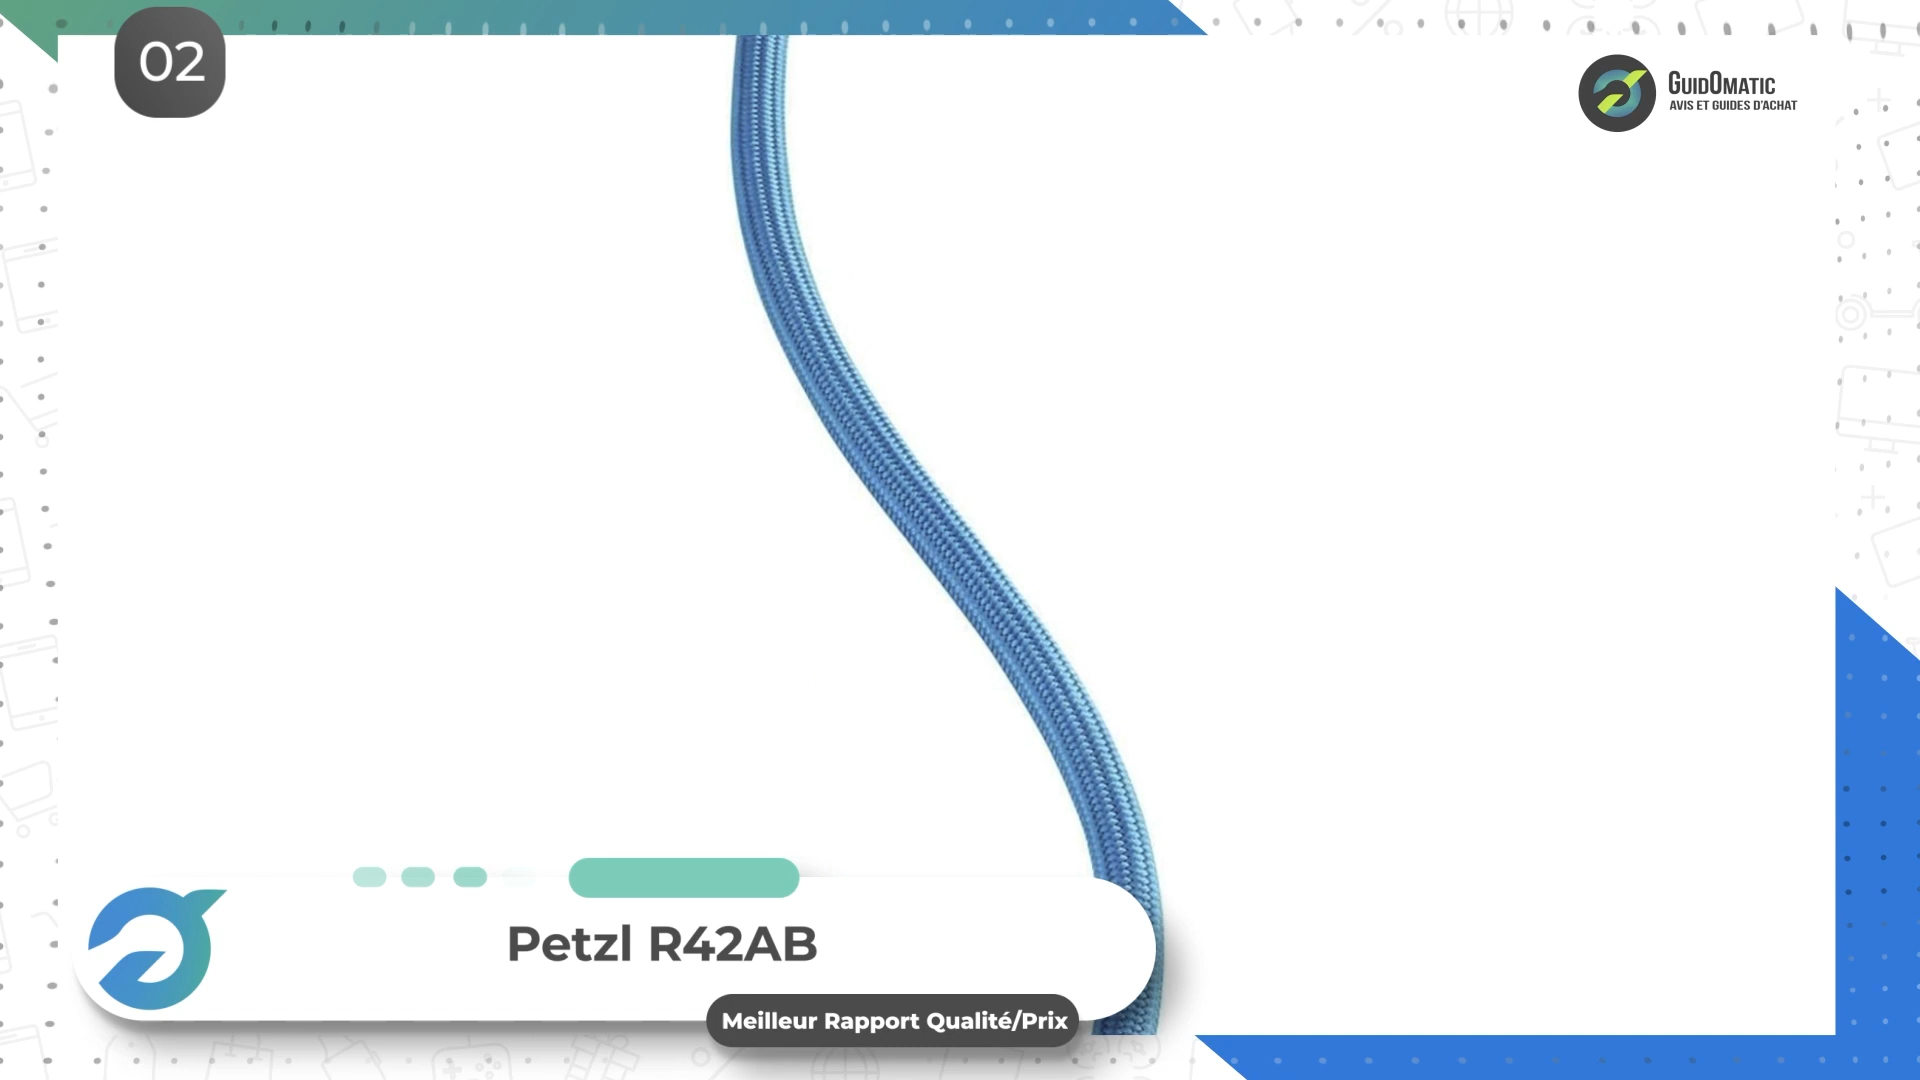 02
GUIDOMATIC
AVIS ET GUIDES D'ACHAT
Petzl R42AB
Meilleur Rapport Qualité/Prix